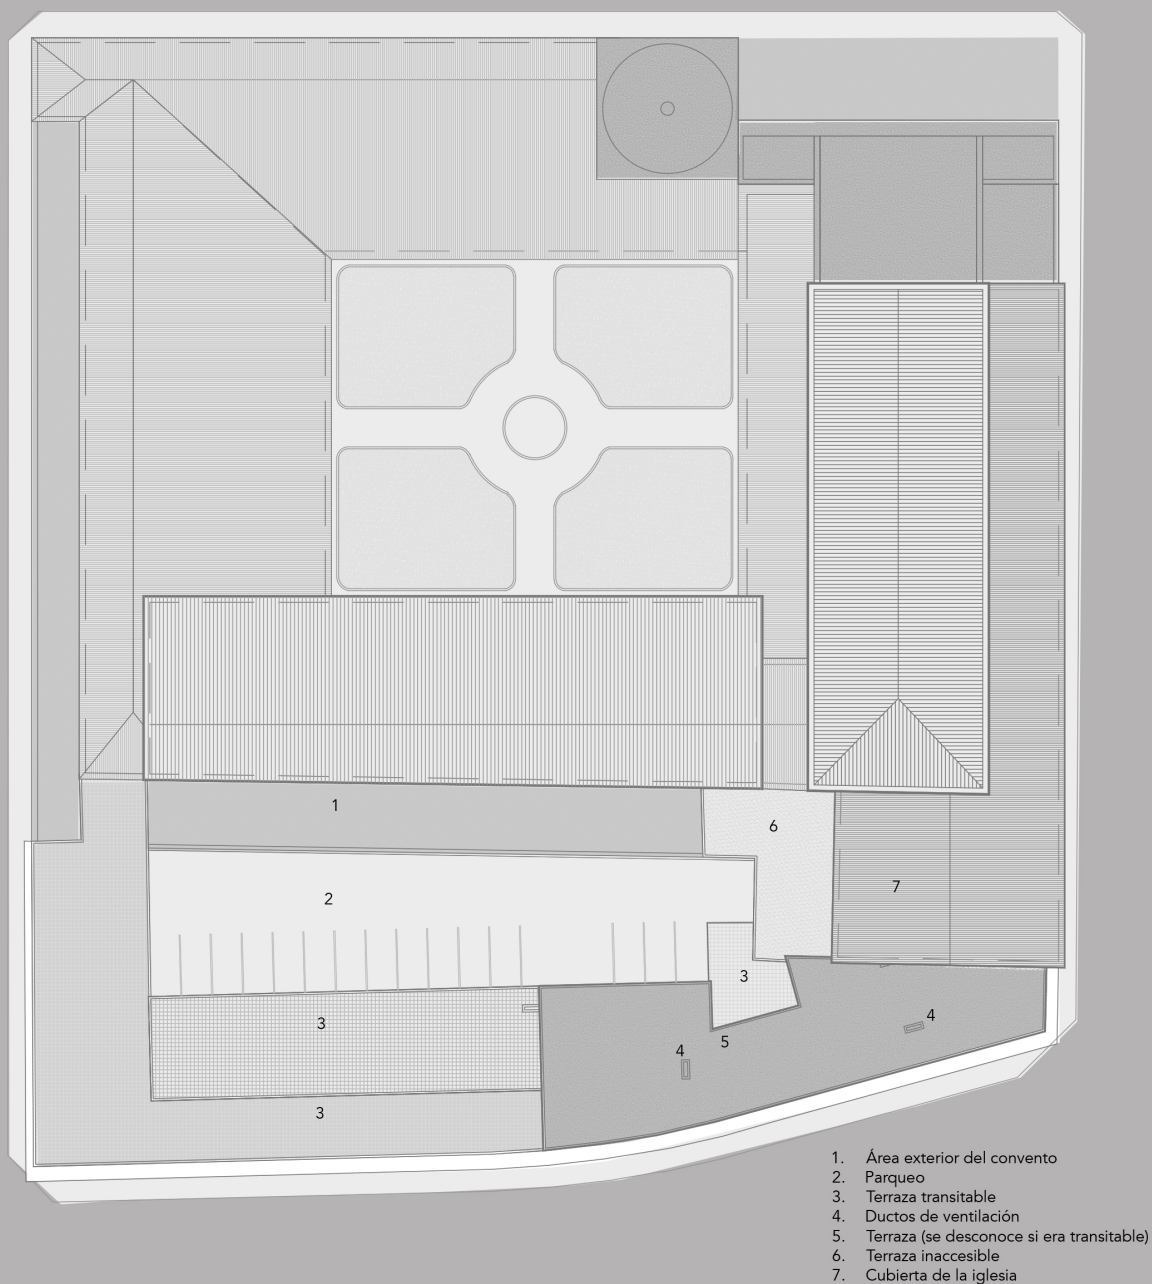 1
6
7
2
3
3
4
5
4
3
1. Área exterior del convento
2. Parqueo
3. Terraza transitable
4. Ductos de ventilación
5. Terraza (se desconoce si era transitable)
6. Terraza inaccesible
7. Cubierta de la iglesia